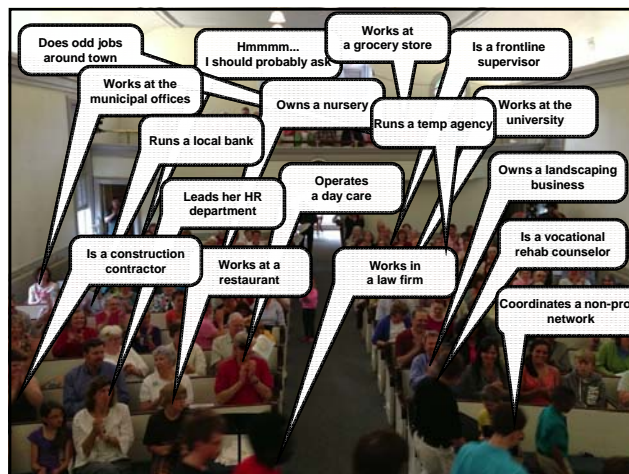 Does odd jobs
around town
Hmmmm...
I should probably ask
Works at
a grocery store
Is a frontline
supervisor
Works at the
municipal offices
Owns a nursery
Runs a temp agency
Works at the
university
Runs a local bank
Leads her HR
department
Operates
a day care
Owns a landscaping
business
Is a construction
contractor
Works at a
restaurant
Works in
a law firm
Is a vocational
rehab counselor
Coordinates a non-pro
network